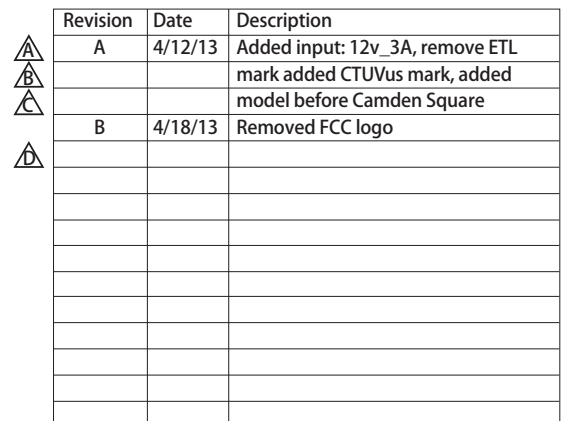 Revision Date Description
A A 4/12/13 Added input: 12v_3A, remove ETL
B mark added CTUVus mark, added
C model before Camden Square
B 4/18/13 Removed FCC logo
D